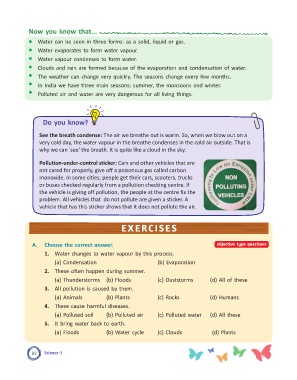 Now you know that...
Water can be seen in three forms: as a solid, liquid or gas.
Water evaporates to form water vapour.
Water vapour condenses to form water.
Clouds and rain are formed because of the evaporation and condensation of water.
The weather can change very quickly. The seasons change every few months.
In India we have three main seasons: summer, the monsoons and winter.
Polluted air and water are very dangerous for all living things.
Do you know?
See the breath condense: The air we breathe out is warm. So, when we blow out on a
very cold day, the water vapour in the breathe condenses in the cold air outside. That is
why we can 'see' the breath. It is quite like a cloud in the sky.
Pollution-under-control sticker: Cars and other vehicles that are
not cared for properly, give off a poisonous gas called carbon
monoxide. In some cities, people get their cars, scooters, trucks
or buses checked regularly from a pollution checking centre. If
the vehicle is giving off pollution, the people at the centre fix the
problem. All vehicles that do not pollute are given a sticker. A
vehicle that has this sticker shows that it does not pollute the air.
NON
POLLUTING
VEHICLES
EXERCISES
A. Choose the correct answer.
objective type questions
1. Water changes to water vapour by this process.
(a) Condensation (b) Evaporation
2. These often happen during summer.
(a) Thunderstorms (b) Floods (c) Duststorms (d) All of these
3. All pollution is caused by them.
(a) Animals (b) Plants (c) Rocks (d) Humans
4. These cause harmful diseases.
(a) Polluted soil (b) Polluted air (c) Polluted water (d) All these
5. It bring water back to earth.
(a) Floods (b) Water cycle (c) Clouds (d) Plants
Science-3